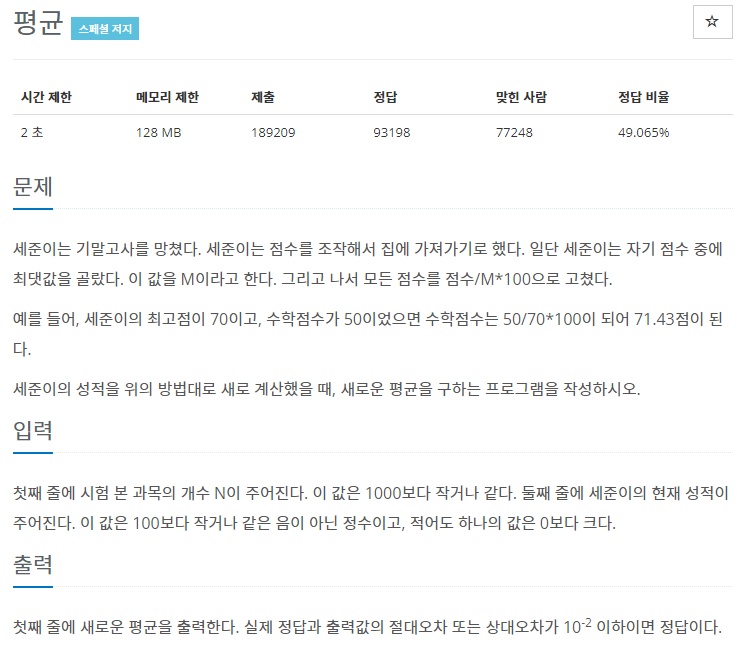 평균 스페셜 저지
☆
시간 제한 메모리 제한 제출 정답 맞힌 사람 정답 비율
2 초 128 MB 189209 93198 77248 49.065%
문제
세준이는 기말고사를 망쳤다. 세준이는 점수를 조작해서 집에 가져가기로 했다. 일단 세준이는 자기 점수 중에
최댓값을 골랐다. 이 값을 M이라고 한다. 그리고 나서 모든 점수를 점수/M*100으로 고쳤다.
예를 들어, 세준이의 최고점이 70이고, 수학점수가 50이었으면 수학점수는 50/70*100이 되어 71.43점이 된
다.
세준이의 성적을 위의 방법대로 새로 계산했을 때, 새로운 평균을 구하는 프로그램을 작성하시오.
입력
첫째 줄에 시험 본 과목의 개수 N이 주어진다. 이 값은 1000보다 작거나 같다. 둘째 줄에 세준이의 현재 성적이
주어진다. 이 값은 100보다 작거나 같은 음이 아닌 정수이고, 적어도 하나의 값은 0보다 크다.
출력
첫째 줄에 새로운 평균을 출력한다. 실제 정답과 출력값의 절대오차 또는 상대오차가 10⁻² 이하이면 정답이다.